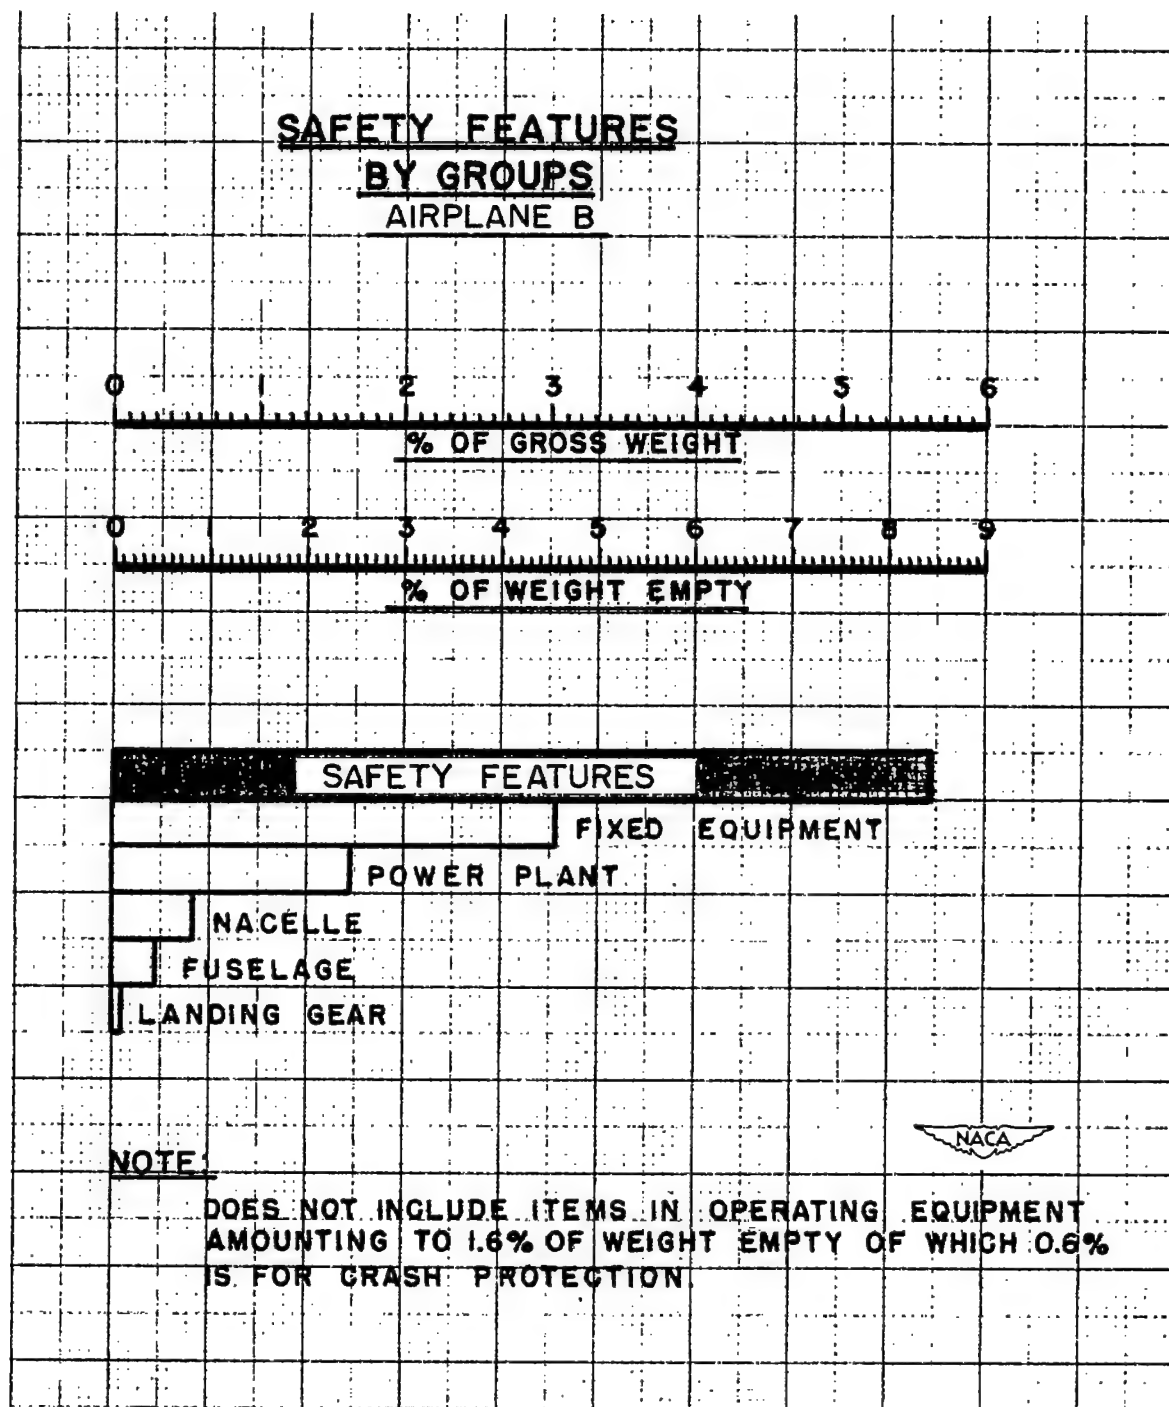 SAFETY FEATURES
BY GROUPS
AIRPLANE B
0 1 2 3 4 5 6
% OF GROSS WEIGHT
0 1 2 3 4 5 6 7 8 9
% OF WEIGHT EMPTY
SAFETY FEATURES
FIXED EQUIPMENT
POWER PLANT
NACELLE
FUSELAGE
LANDING GEAR
NACA
NOTE:
DOES NOT INCLUDE ITEMS IN OPERATING EQUIPMENT
AMOUNTING TO 1.6% OF WEIGHT EMPTY OF WHICH 0.6%
IS FOR CRASH PROTECTION.